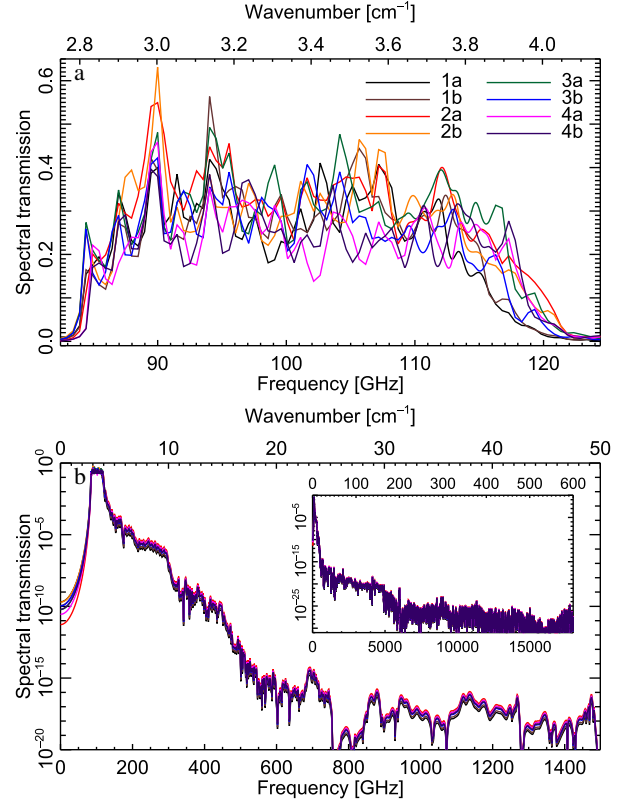 Wavenumber [cm⁻¹]
2.8 3.0 3.2 3.4 3.6 3.8 4.0
a
0.6
0.4
0.2
0.0
Spectral transmission
1a 3a
1b 3b
2a 4a
2b 4b
90 100 110 120
Frequency [GHz]
Wavenumber [cm⁻¹]
0 10 20 30 40 50
b
10⁰
10⁻⁵
10⁻¹⁰
10⁻¹⁵
10⁻²⁰
Spectral transmission
0 100 200 300 400 500 600
10⁻⁵
10⁻¹⁵
10⁻²⁵
0 5000 10000 15000
0 200 400 600 800 1000 1200 1400
Frequency [GHz]